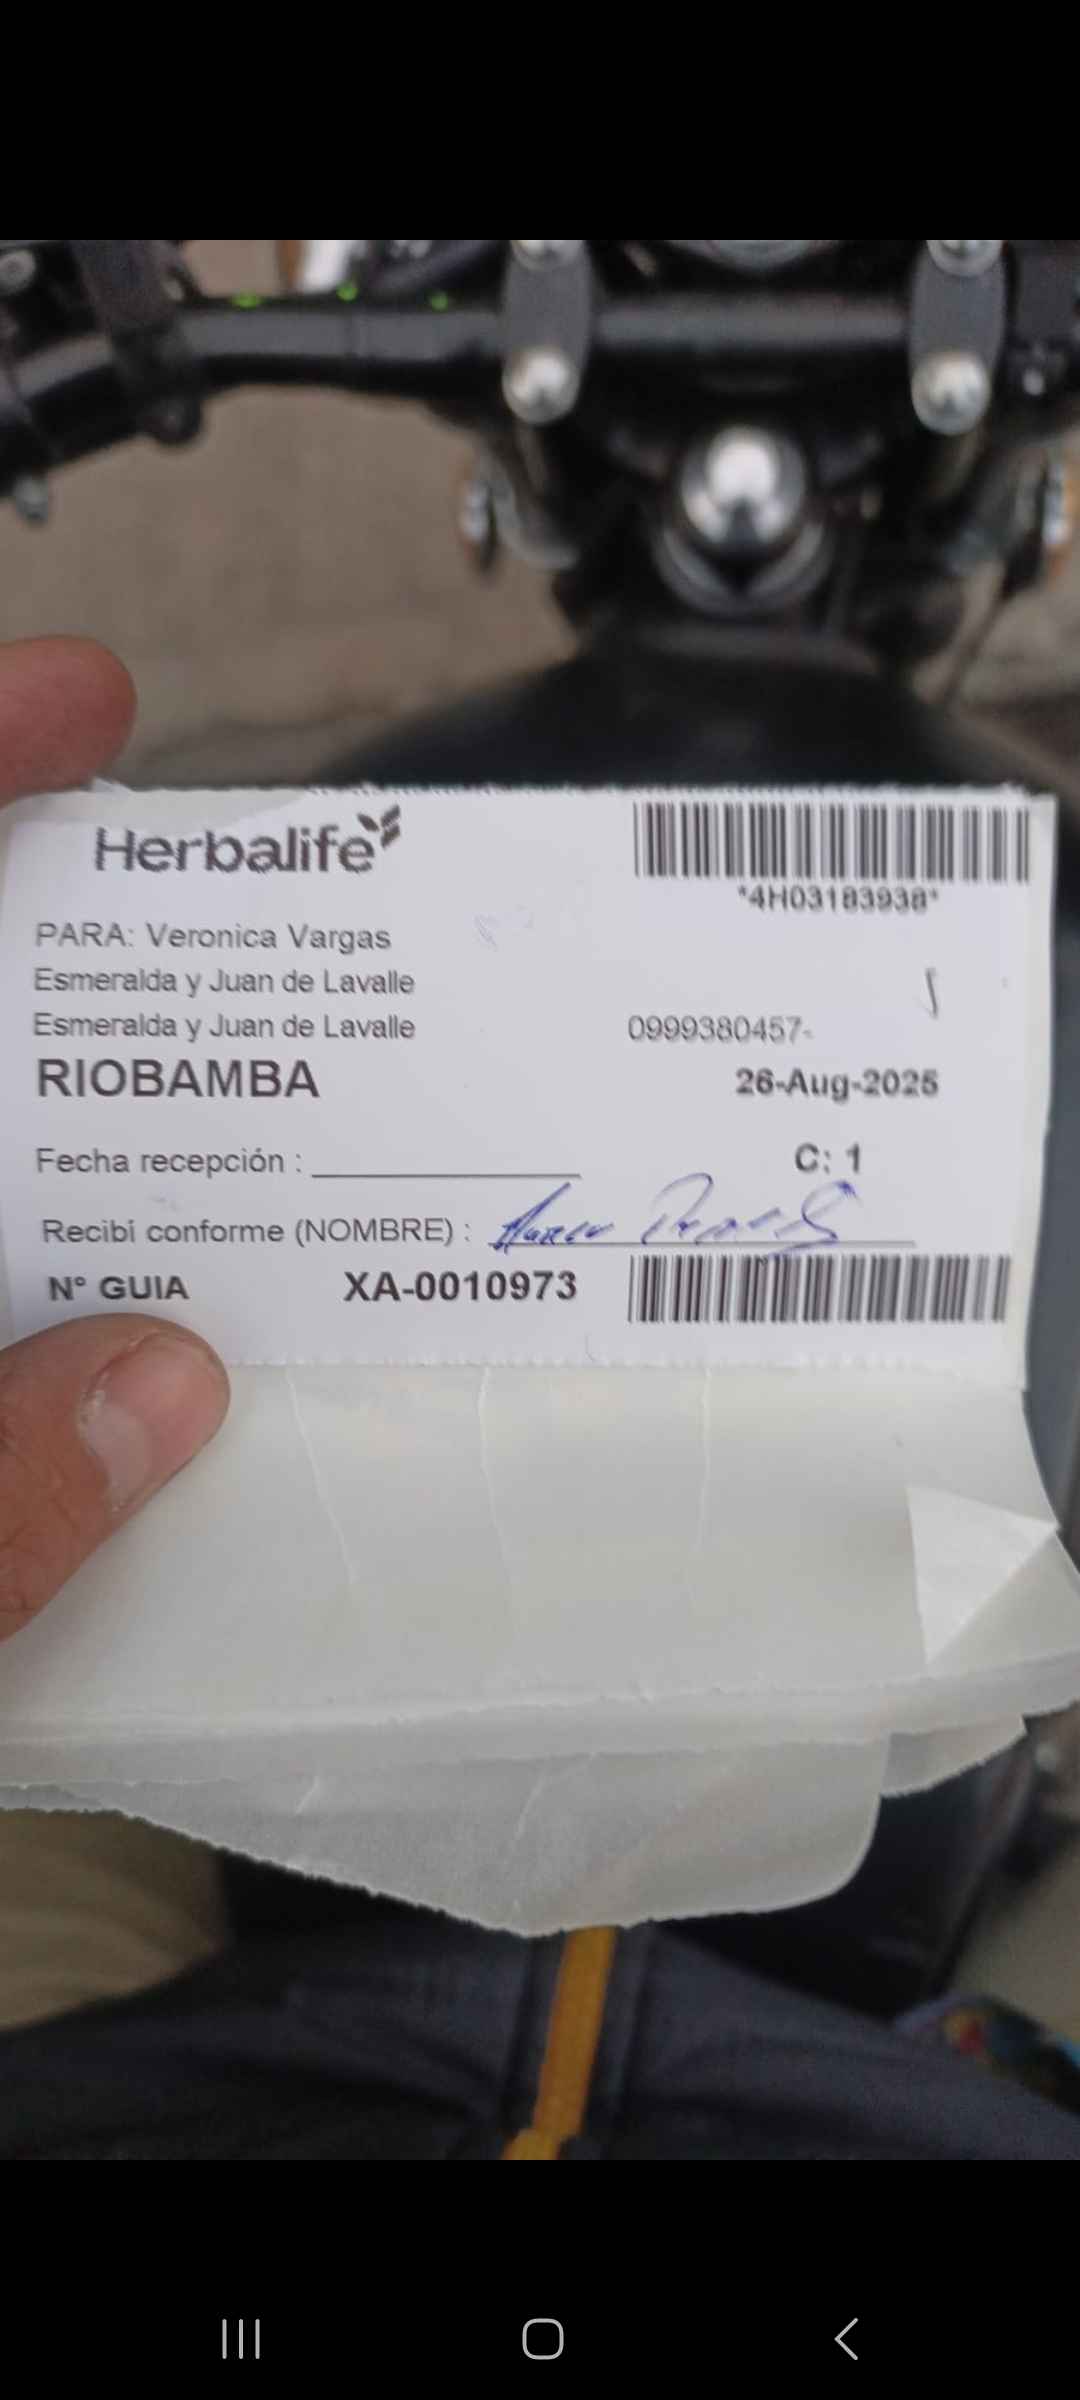 Herbalife
*4H03183938*
PARA: Veronica Vargas
Esmeralda y Juan de Lavalle
Esmeralda y Juan de Lavalle 0999380457-
RIOBAMBA 26-Aug-2025
Fecha recepción : C: 1
Recibí conforme (NOMBRE) :
Nº GUIA XA-0010973